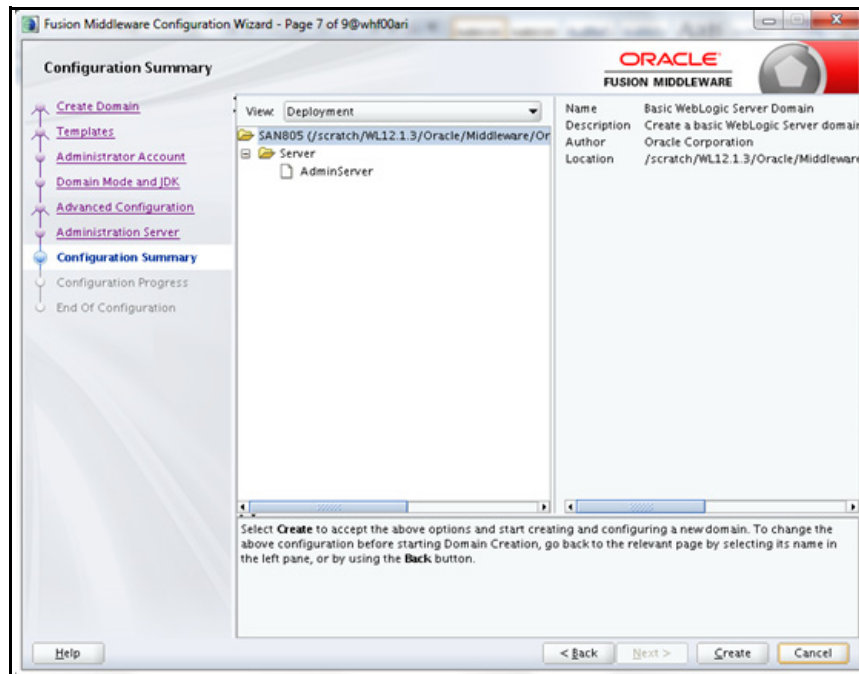 Fusion Middleware Configuration Wizard - Page 7 of 9@whf00ari
Configuration Summary
ORACLE
FUSION MIDDLEWARE
Create Domain
Templates
Administrator Account
Domain Mode and JDK
Advanced Configuration
Administration Server
Configuration Summary
Configuration Progress
End Of Configuration
View: Deployment
SAN805 (/scratch/WL12.1.3/Oracle/Middleware/Or
Server
AdminServer
Name Basic WebLogic Server Domain
Description Create a basic WebLogic Server domain
Author Oracle Corporation
Location /scratch/WL12.1.3/Oracle/Middleware
Select Create to accept the above options and start creating and configuring a new domain. To change the
above configuration before starting Domain Creation, go back to the relevant page by selecting its name in
the left pane, or by using the Back button.
Help
< Back
Next >
Create
Cancel